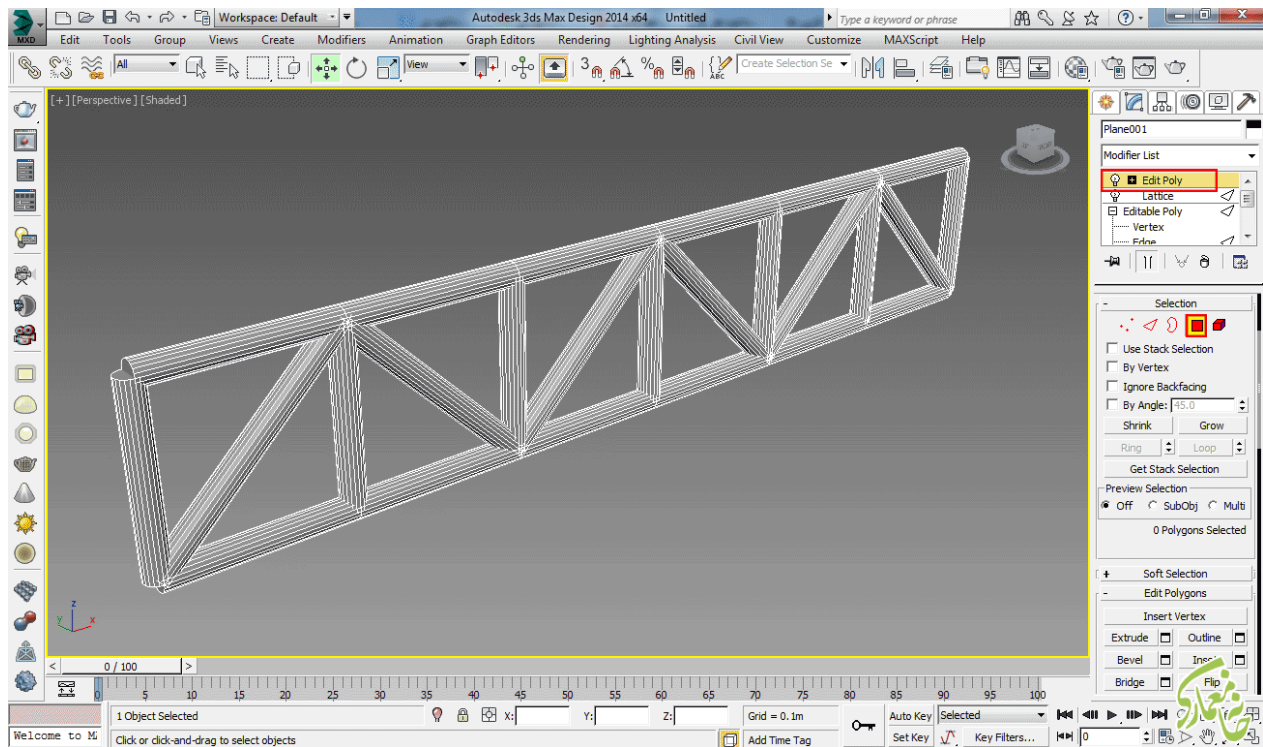 Workspace: Default
Autodesk 3ds Max Design 2014 x64 Untitled
Type a keyword or phrase
MXD
Edit Tools Group Views Create Modifiers Animation Graph Editors Rendering Lighting Analysis Civil View Customize MAXScript Help
All
View
3
%
ABC
Create Selection Se
[+] [Perspective] [Shaded]
Plane001
Modifier List
Edit Poly
Lattice
Editable Poly
Vertex
Edge
- Selection
Use Stack Selection
By Vertex
Ignore Backfacing
By Angle: 45.0
Shrink Grow
Ring Loop
Get Stack Selection
Preview Selection
Off SubObj Multi
0 Polygons Selected
+ Soft Selection
- Edit Polygons
Insert Vertex
Extrude Outline
Bevel
Bridge Flip
z
y x
< 0 / 100 >
0 5 10 15 20 25 30 35 40 45 50 55 60 65 70 75 80 85 90 95 100
1 Object Selected X: Y: Z: Grid = 0.1m Auto Key Selected
Welcome to M
Click or click-and-drag to select objects Add Time Tag Set Key Key Filters... 0